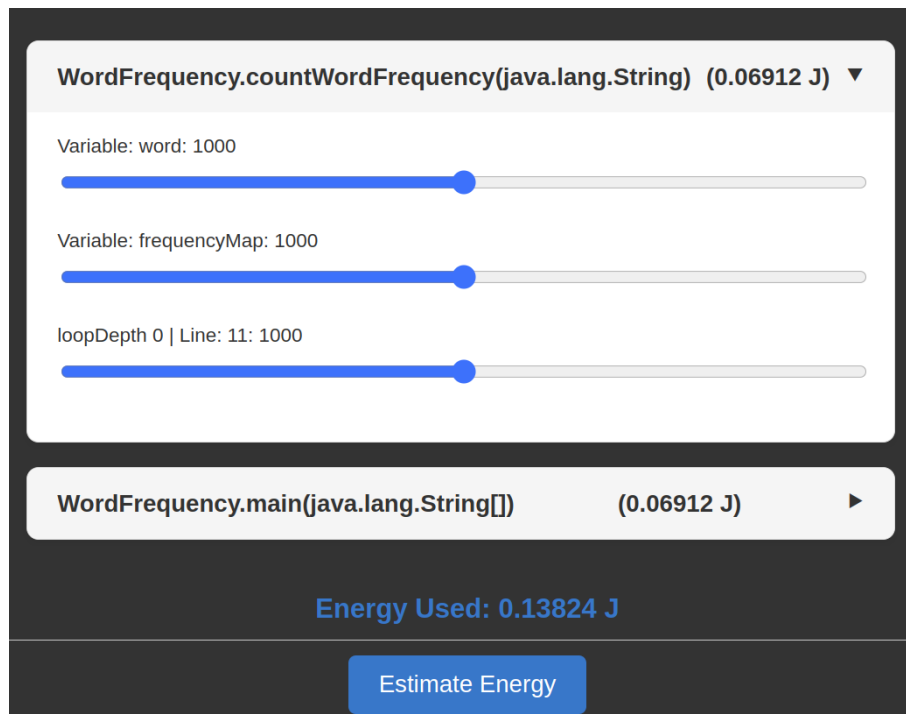 WordFrequency.countWordFrequency(java.lang.String) (0.06912 J) ▼
Variable: word: 1000
Variable: frequencyMap: 1000
loopDepth 0 | Line: 11: 1000
WordFrequency.main(java.lang.String[]) (0.06912 J) ▶
Energy Used: 0.13824 J
Estimate Energy